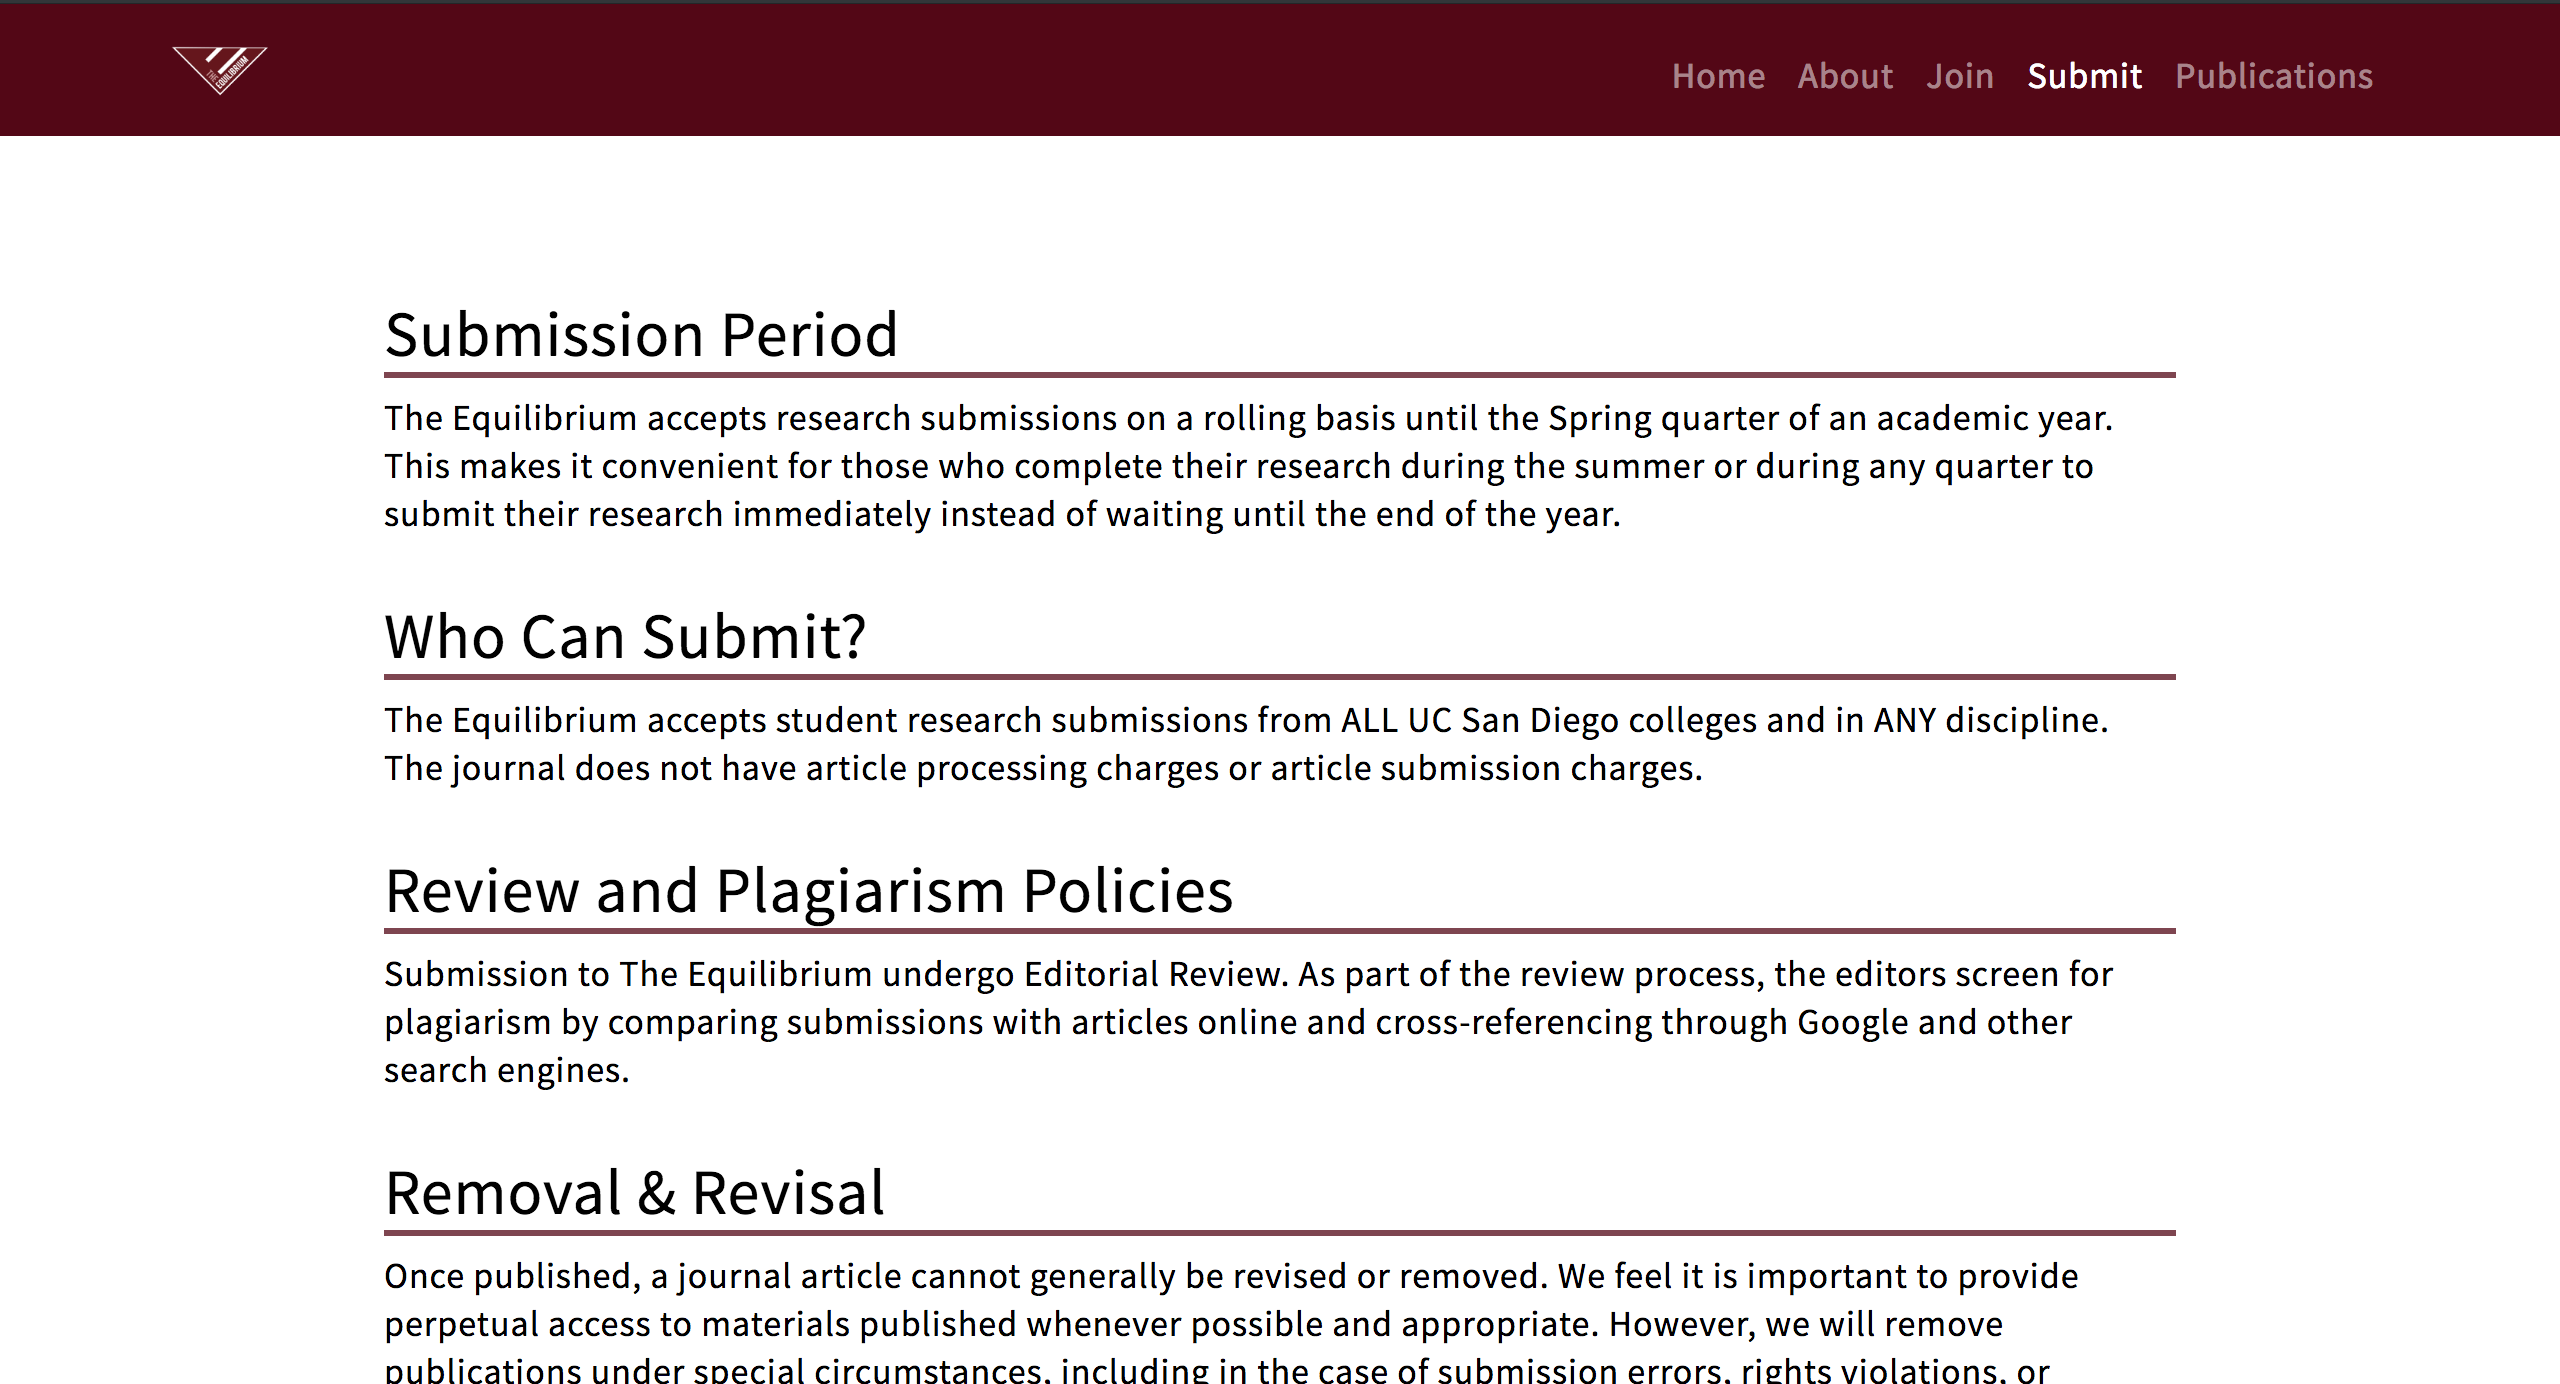 THE
EQUILIBRIUM
Home About Join Submit Publications
Submission Period
The Equilibrium accepts research submissions on a rolling basis until the Spring quarter of an academic year.
This makes it convenient for those who complete their research during the summer or during any quarter to
submit their research immediately instead of waiting until the end of the year.
Who Can Submit?
The Equilibrium accepts student research submissions from ALL UC San Diego colleges and in ANY discipline.
The journal does not have article processing charges or article submission charges.
Review and Plagiarism Policies
Submission to The Equilibrium undergo Editorial Review. As part of the review process, the editors screen for
plagiarism by comparing submissions with articles online and cross-referencing through Google and other
search engines.
Removal & Revisal
Once published, a journal article cannot generally be revised or removed. We feel it is important to provide
perpetual access to materials published whenever possible and appropriate. However, we will remove
publications under special circumstances, including in the case of submission errors, rights violations, or